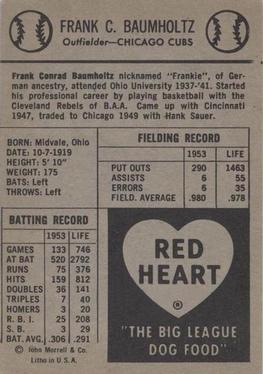 FRANK C. BAUMHOLTZ
Outfielder—CHICAGO CUBS
Frank Conrad Baumholtz nicknamed "Frankie", of Ger-
man ancestry, attended Ohio University 1937-'41. Started
his professional career by playing basketball with the
Cleveland Rebels of B.A.A. Came up with Cincinnati
1947, traded to Chicago 1949 with Hank Sauer.
BORN: Midvale, Ohio
DATE: 10-7-1919
HEIGHT: 5' 10"
WEIGHT: 175
BATS: Left
THROWS: Left
FIELDING RECORD
1953 LIFE
PUT OUTS 290 1463
ASSISTS 6 55
ERRORS 6 35
FIELD. AVERAGE .980 .978
BATTING RECORD
1953 LIFE
GAMES 133 746
AT BAT 520 2792
RUNS 75 376
HITS 159 812
DOUBLES 36 141
TRIPLES 7 40
HOMERS 3 20
R. B. I. 25 208
S. B. 3 29
BAT. AVG. .306 .291
© John Morrell & Co.
Litho in U.S.A.
RED
HEART
®
"THE BIG LEAGUE
DOG FOOD"